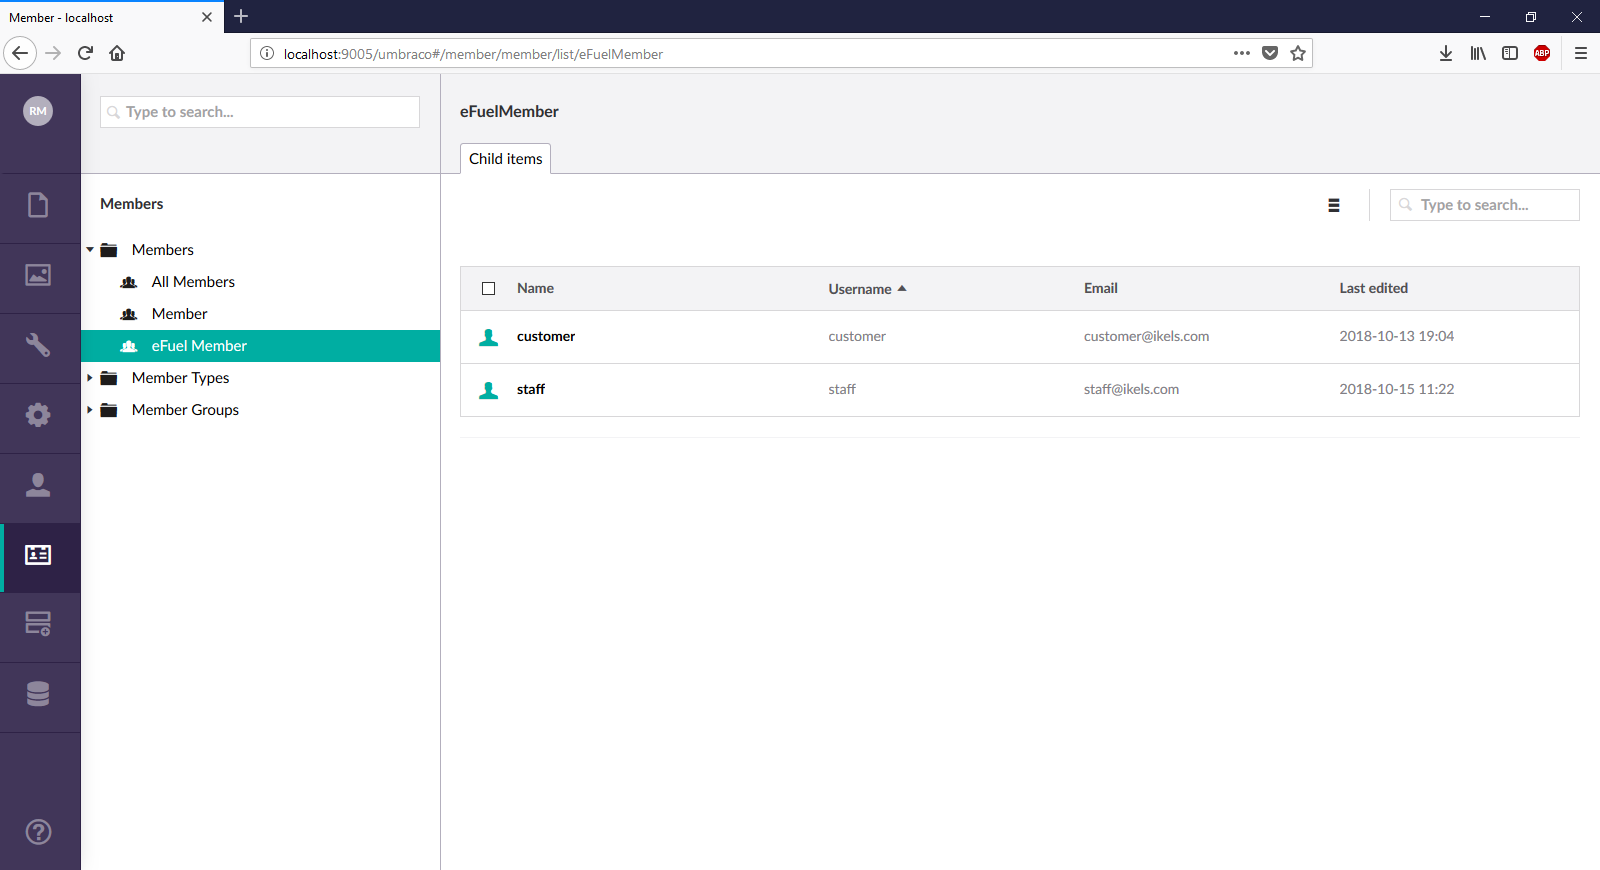 Member - localhost
localhost:9005/umbraco#/member/member/list/eFuelMember
ABP
RM
Type to search...
eFuelMember
Child items
Members
Type to search...
Members
All Members
Member
eFuel Member
Member Types
Member Groups
Name Username Email Last edited
customer customer customer@ikels.com 2018-10-13 19:04
staff staff staff@ikels.com 2018-10-15 11:22